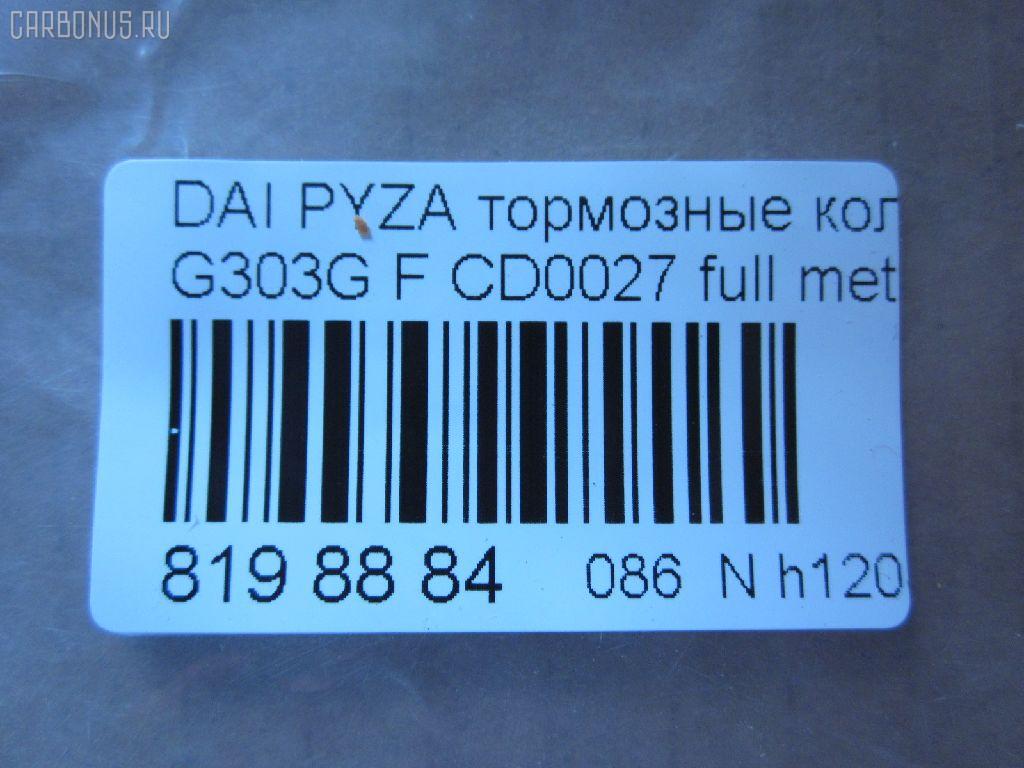 CARBONUS.RU
DAI PYZA тормозные кол
G303G F CD0027 full met
819 88 84 086 N h120